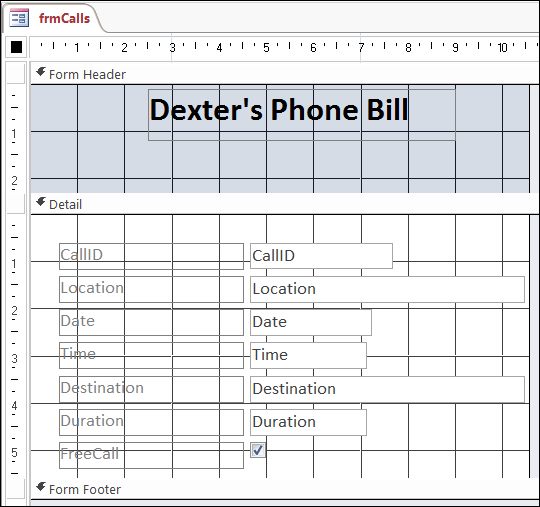 frmCalls
1 2 3 4 5 6 7 8 9 10
Form Header
Dexter's Phone Bill
1
2
Detail
CallID CallID
1
Location Location
2
Date Date
Time Time
3
Destination Destination
4
Duration Duration
FreeCall
5
Form Footer